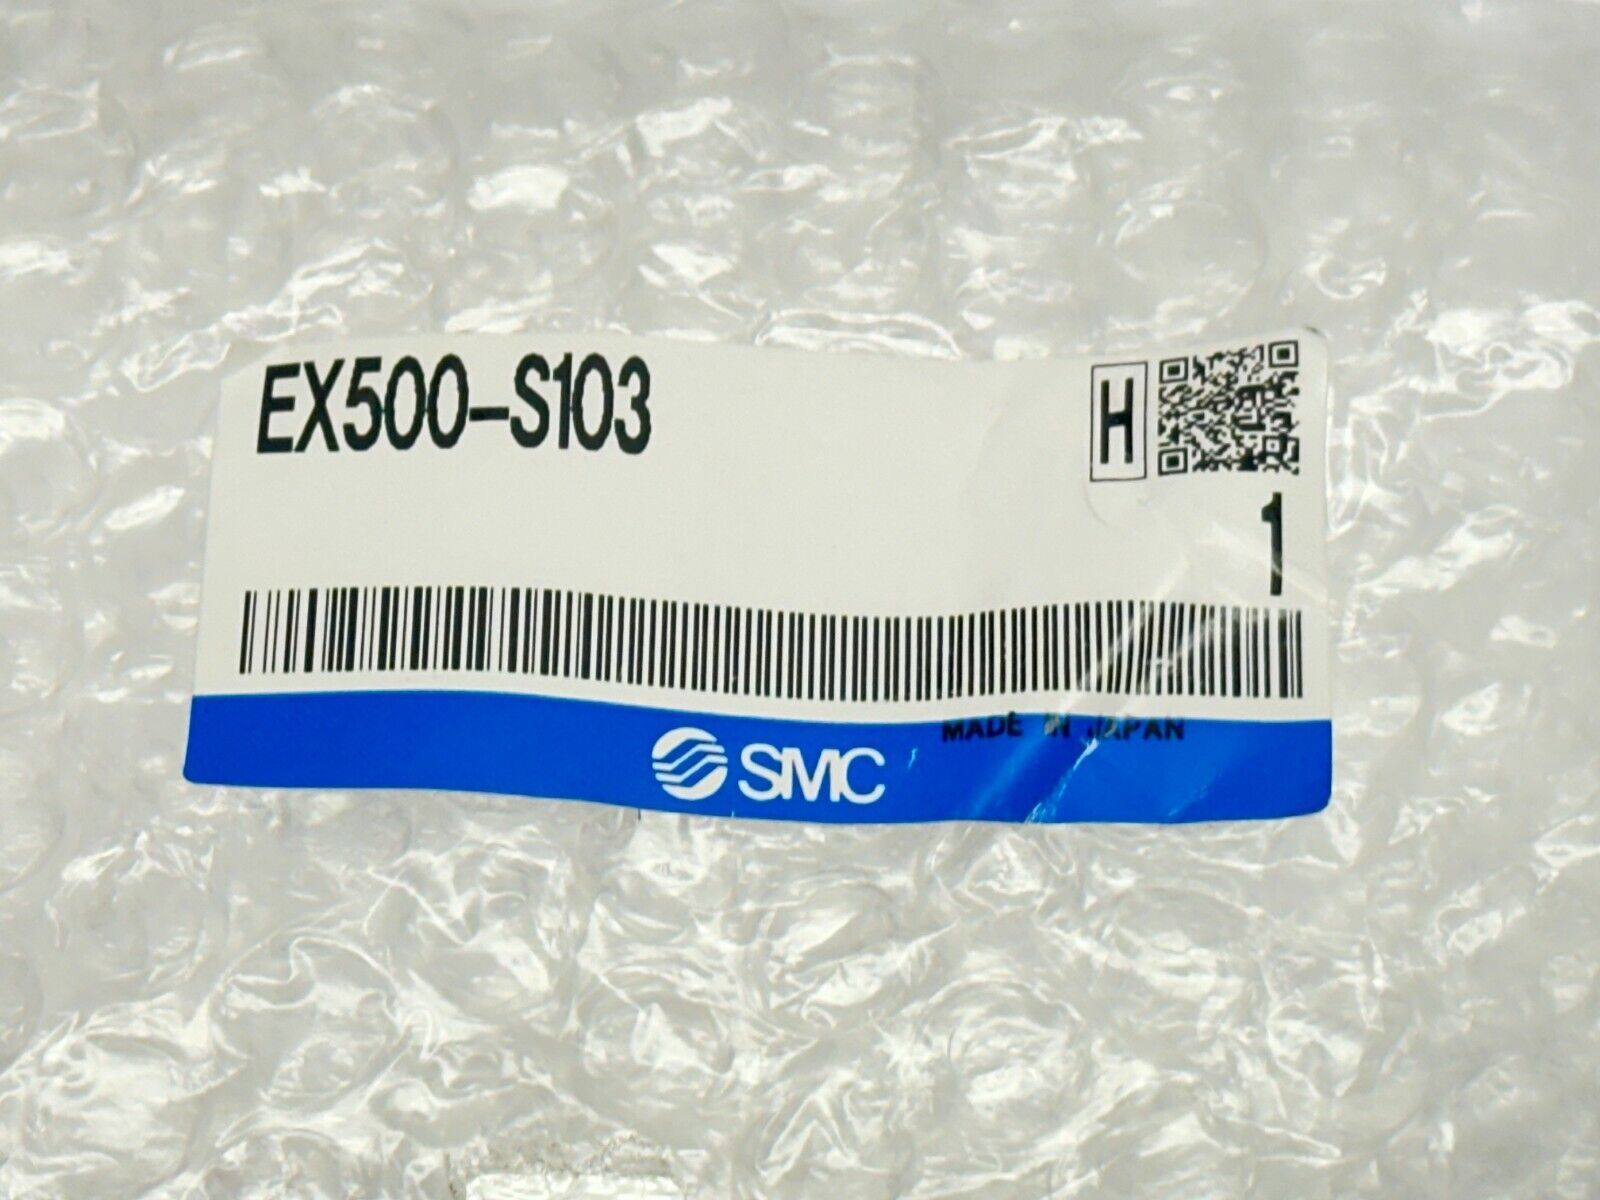 EX500-S103
H
1
MADE IN JAPAN
SMC